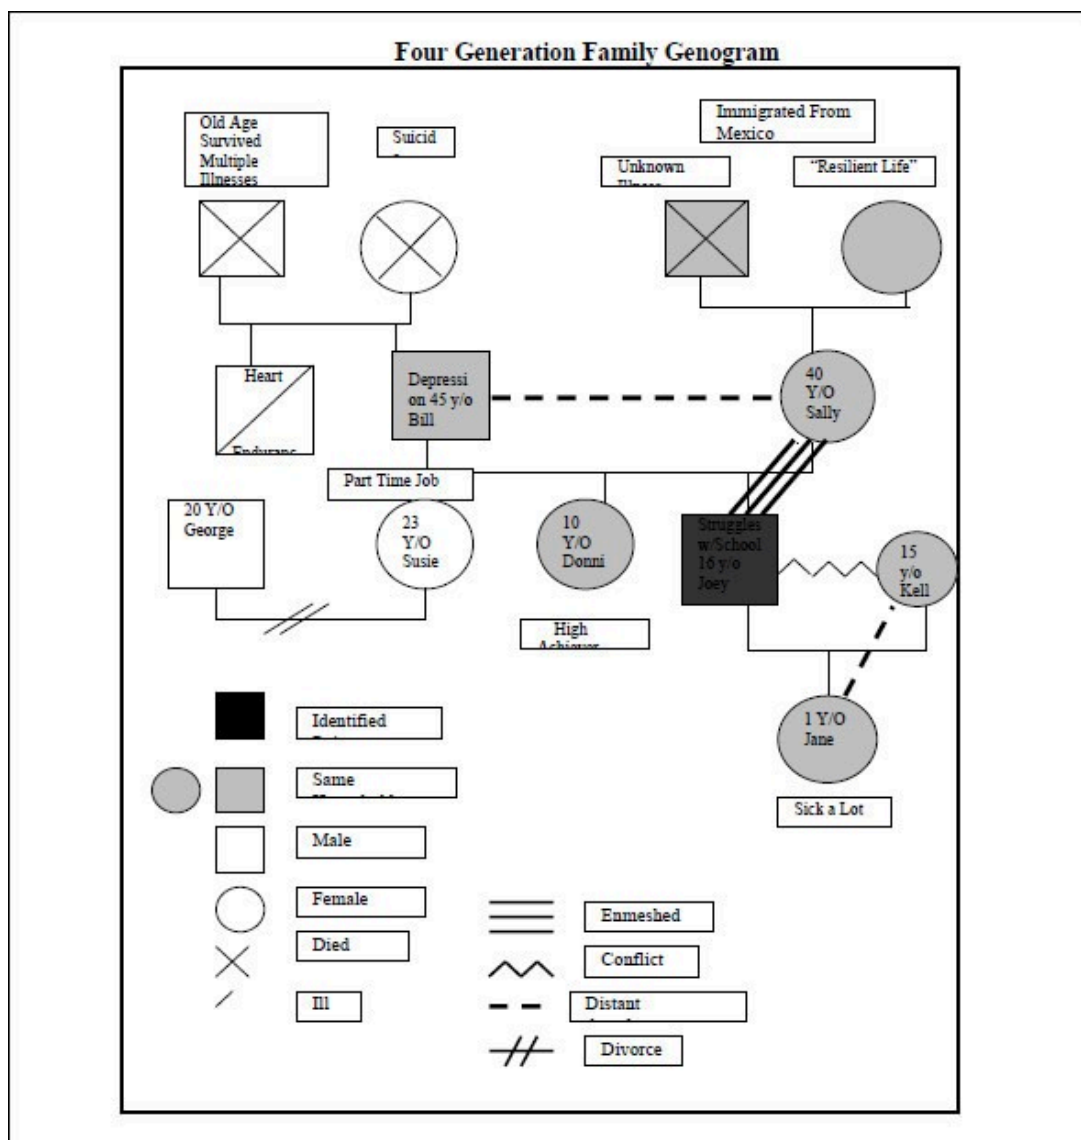 Four Generation Family Genogram
Old Age
Survived
Multiple
Illnesses
Suicid
Immigrated From
Mexico
Unknown
“Resilient Life”
Heart
Depressi
on 45 y/o
Bill
40
Y/O
Sally
Part Time Job
20 Y/O
George
23
Y/O
Susie
10
Y/O
Donni
Struggles
w/School
16 y/o
Joey
15
y/o
Kell
High
1 Y/O
Jane
Sick a Lot
Identified
Same
Male
Female
Died
Ill
Enmeshed
Conflict
Distant
Divorce